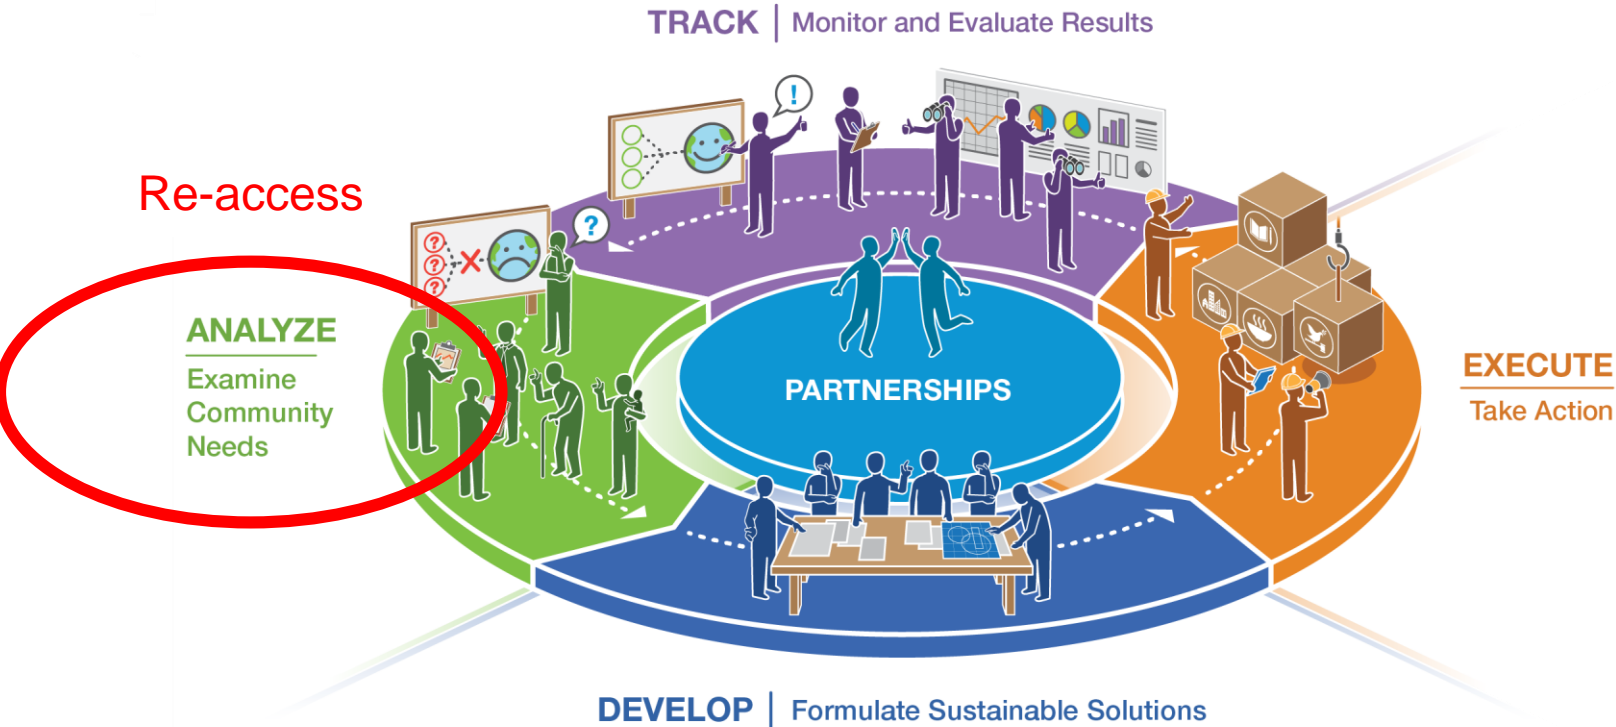 TRACK | Monitor and Evaluate Results
!
Re-access
?
?
?
?
ANALYZE
Examine
Community
Needs
PARTNERSHIPS
EXECUTE
Take Action
DEVELOP | Formulate Sustainable Solutions